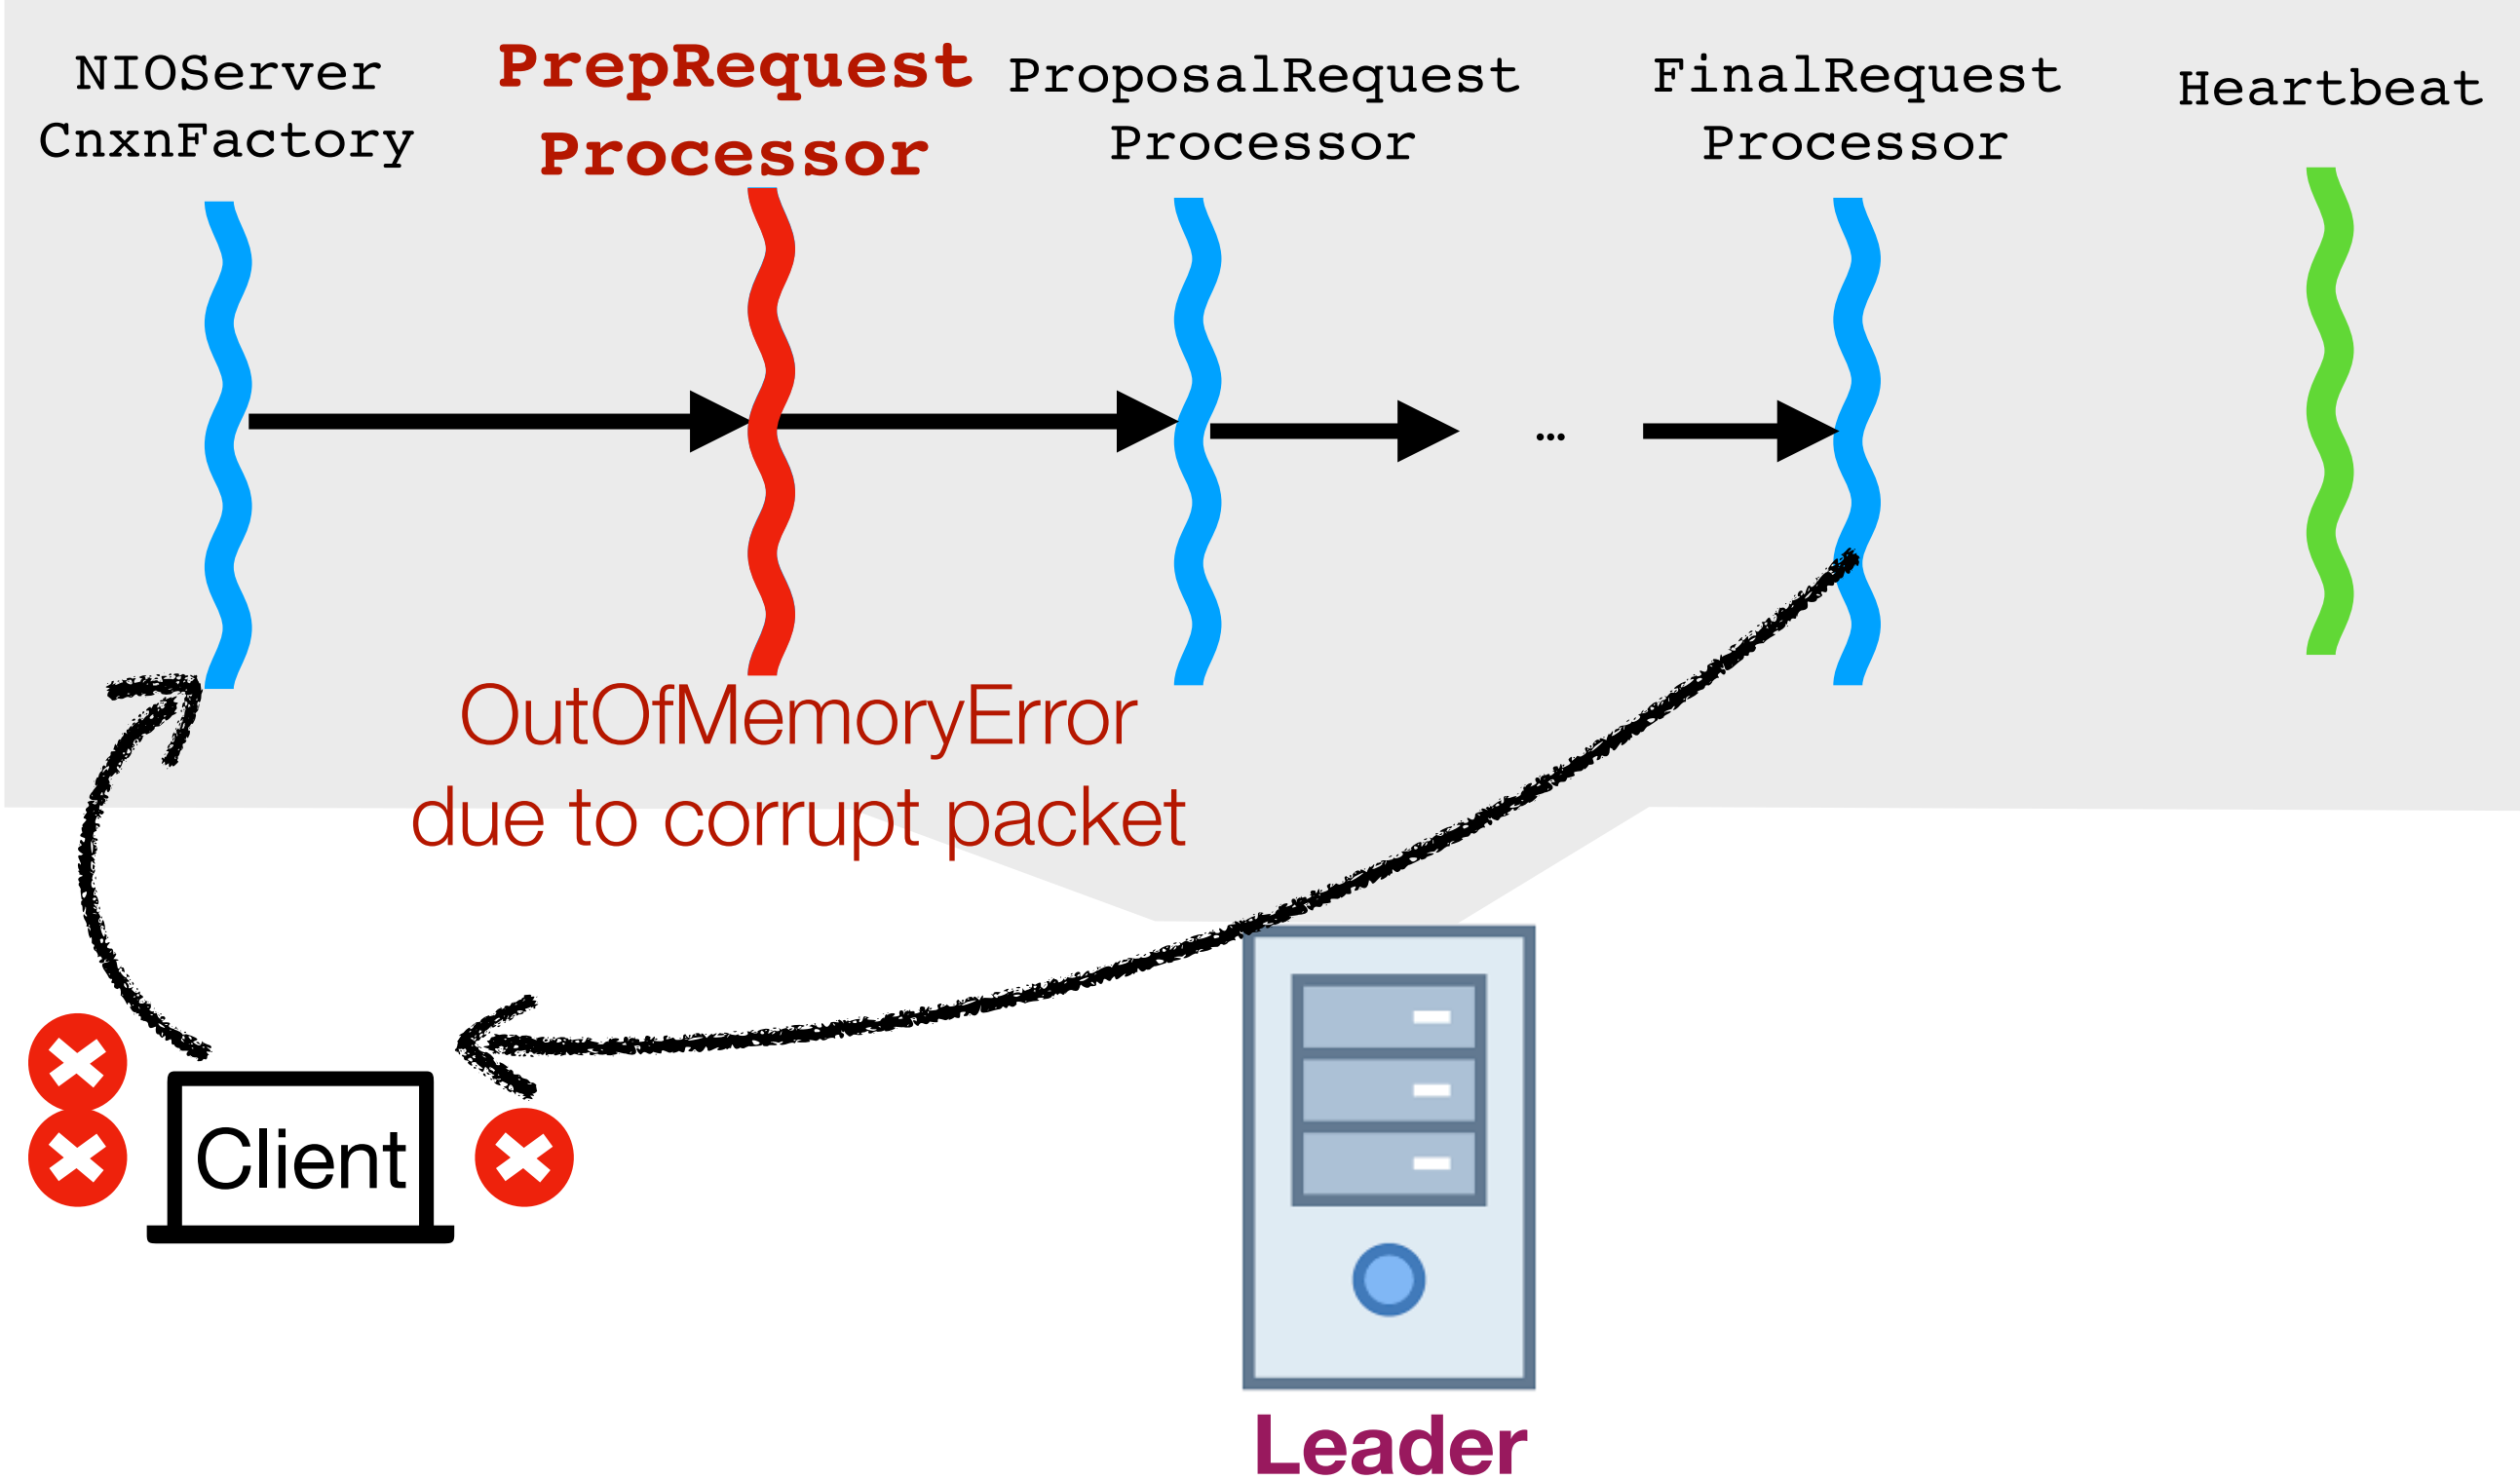 NIOServer
CnxnFactory
PrepRequest
Processor
ProposalRequest
Processor
...
FinalRequest
Processor
Heartbeat
OutOfMemoryError
due to corrupt packet
Client
Leader